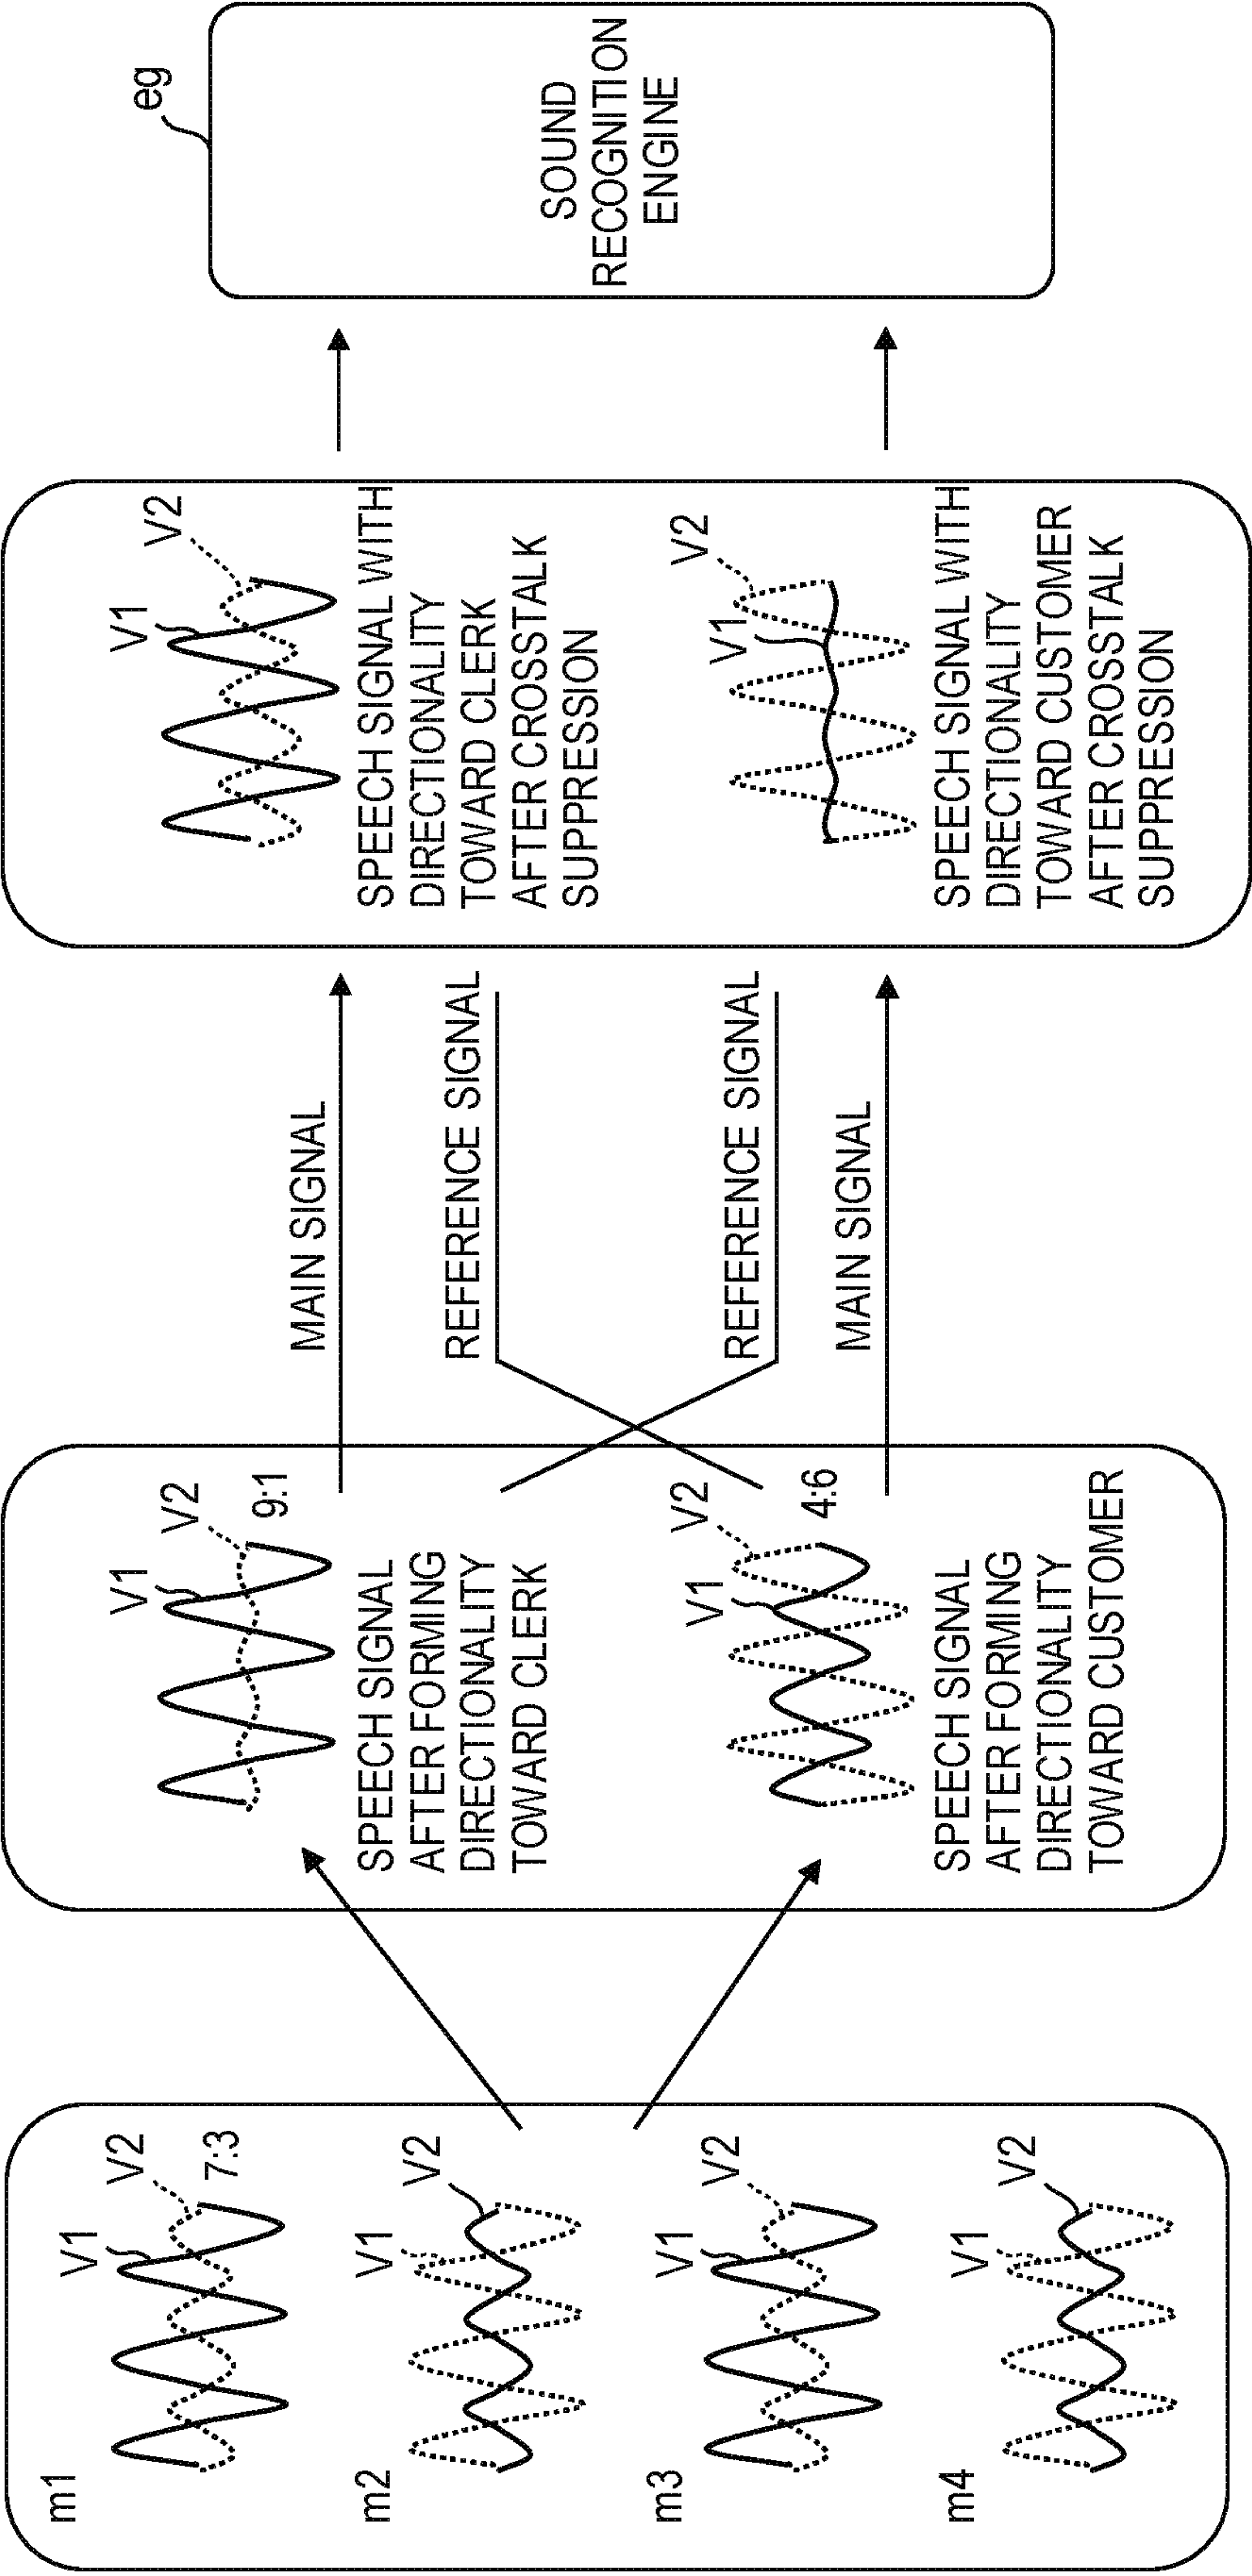 m1
V1
V2
7:3
m2
V1
V2
m3
V1
V2
m4
V1
V2
V1
V2
9:1
SPEECH SIGNAL
AFTER FORMING
DIRECTIONALITY
TOWARD CLERK
V1
V2
4:6
SPEECH SIGNAL
AFTER FORMING
DIRECTIONALITY
TOWARD CUSTOMER
MAIN SIGNAL
REFERENCE SIGNAL
REFERENCE SIGNAL
MAIN SIGNAL
V1
V2
SPEECH SIGNAL WITH
DIRECTIONALITY
TOWARD CLERK
AFTER CROSSTALK
SUPPRESSION
V1
V2
SPEECH SIGNAL WITH
DIRECTIONALITY
TOWARD CUSTOMER
AFTER CROSSTALK
SUPPRESSION
eg
SOUND
RECOGNITION
ENGINE